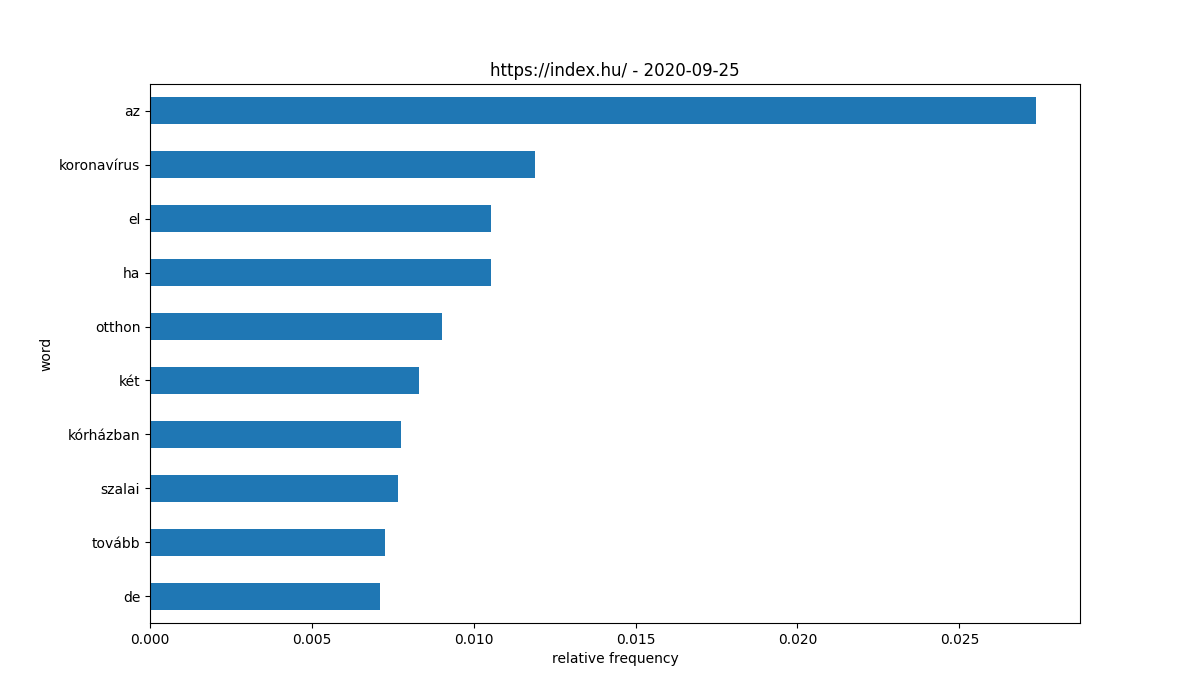 https://index.hu/ - 2020-09-25
az
koronavírus
el
ha
otthon
két
kórházban
szalai
tovább
de
word
0.000 0.005 0.010 0.015 0.020 0.025
relative frequency